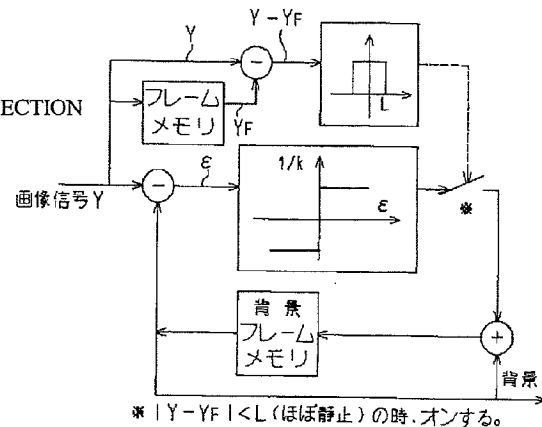 Y - YF
Y
L
ECTION
フレーム
メモリ
YF
ε
1/k
ε
画像信号 Y
※
背景
フレーム
メモリ
背景
※ | Y - YF | < L (ほぼ静止) の時、オンする。